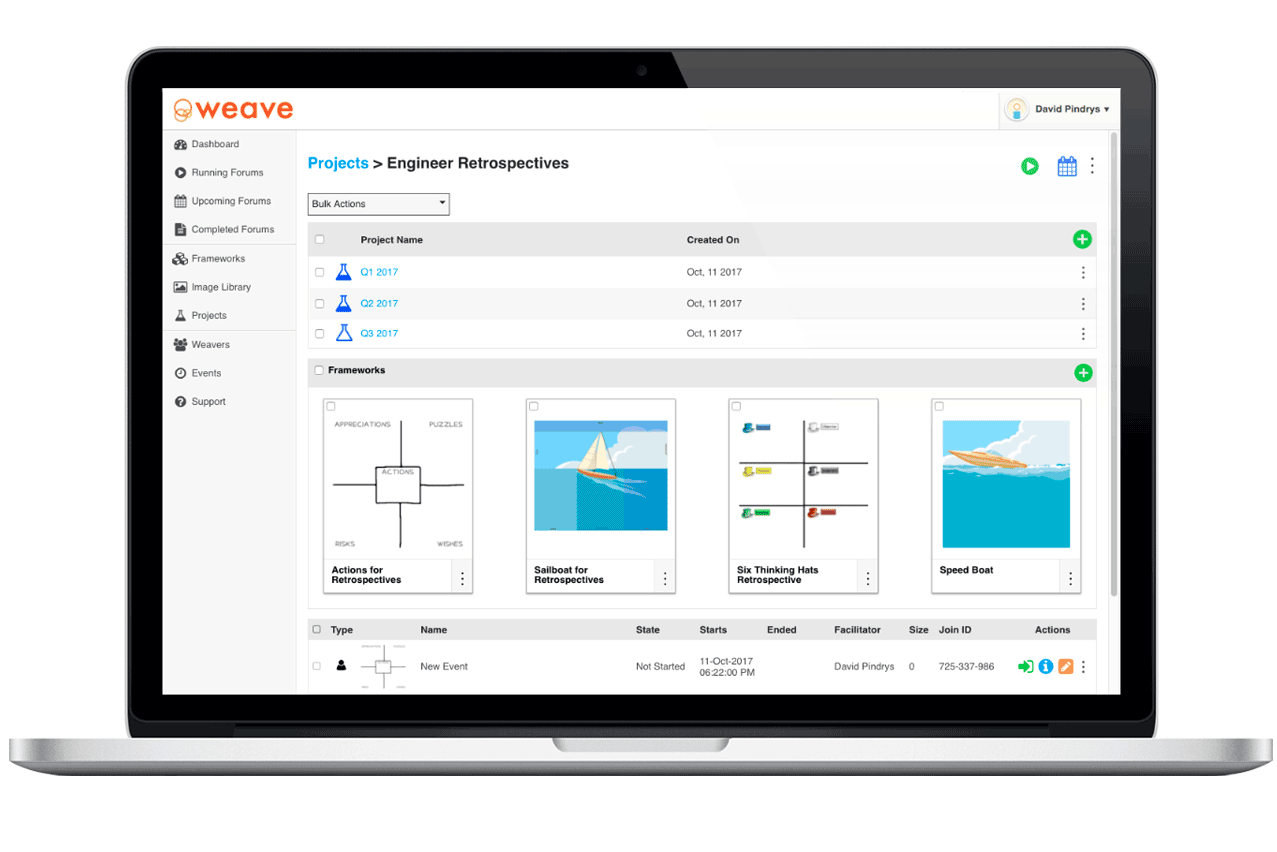 weave
David Pindrys
Dashboard
Running Forums
Upcoming Forums
Completed Forums
Frameworks
Image Library
Projects
Weavers
Events
Support
Projects > Engineer Retrospectives
Bulk Actions
Project Name Created On
Q1 2017 Oct, 11 2017
Q2 2017 Oct, 11 2017
Q3 2017 Oct, 11 2017
Frameworks
APPRECIATIONS PUZZLES
ACTIONS
RISKS WISHES
Actions for
Retrospectives
Sailboat for
Retrospectives
Six Thinking Hats
Retrospective
Speed Boat
Type Name State Starts Ended Facilitator Size Join ID Actions
New Event Not Started 11-Oct-2017
06:22:00 PM David Pindrys 0 725-337-986